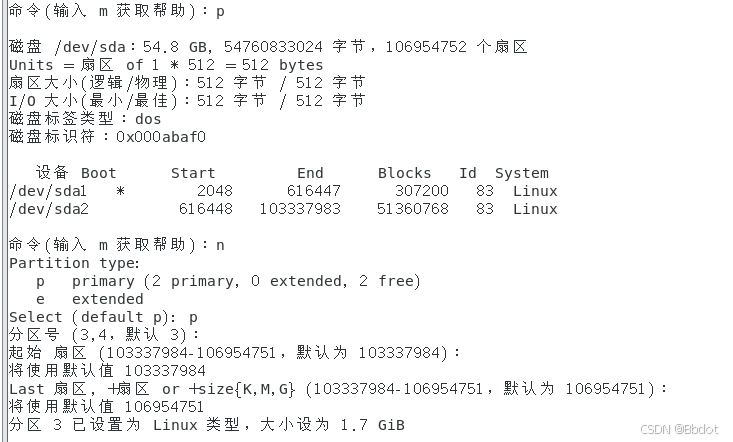 命令(输入 m 获取帮助)：p
磁盘 /dev/sda：54.8 GB, 54760833024 字节，106954752 个扇区
Units = 扇区 of 1 * 512 = 512 bytes
扇区大小(逻辑/物理)：512 字节 / 512 字节
I/O 大小(最小/最佳)：512 字节 / 512 字节
磁盘标签类型：dos
磁盘标识符：0x000abaf0
设备 Boot Start End Blocks Id System
/dev/sda1 * 2048 616447 307200 83 Linux
/dev/sda2 616448 103337983 51360768 83 Linux
命令(输入 m 获取帮助)：n
Partition type:
p primary (2 primary, 0 extended, 2 free)
e extended
Select (default p): p
分区号 (3,4，默认 3)：
起始 扇区 (103337984-106954751，默认为 103337984)：
将使用默认值 103337984
Last 扇区, +扇区 or +size{K,M,G} (103337984-106954751，默认为 106954751)：
将使用默认值 106954751
分区 3 已设置为 Linux 类型，大小设为 1.7 GiB
CSDN @Bbdot